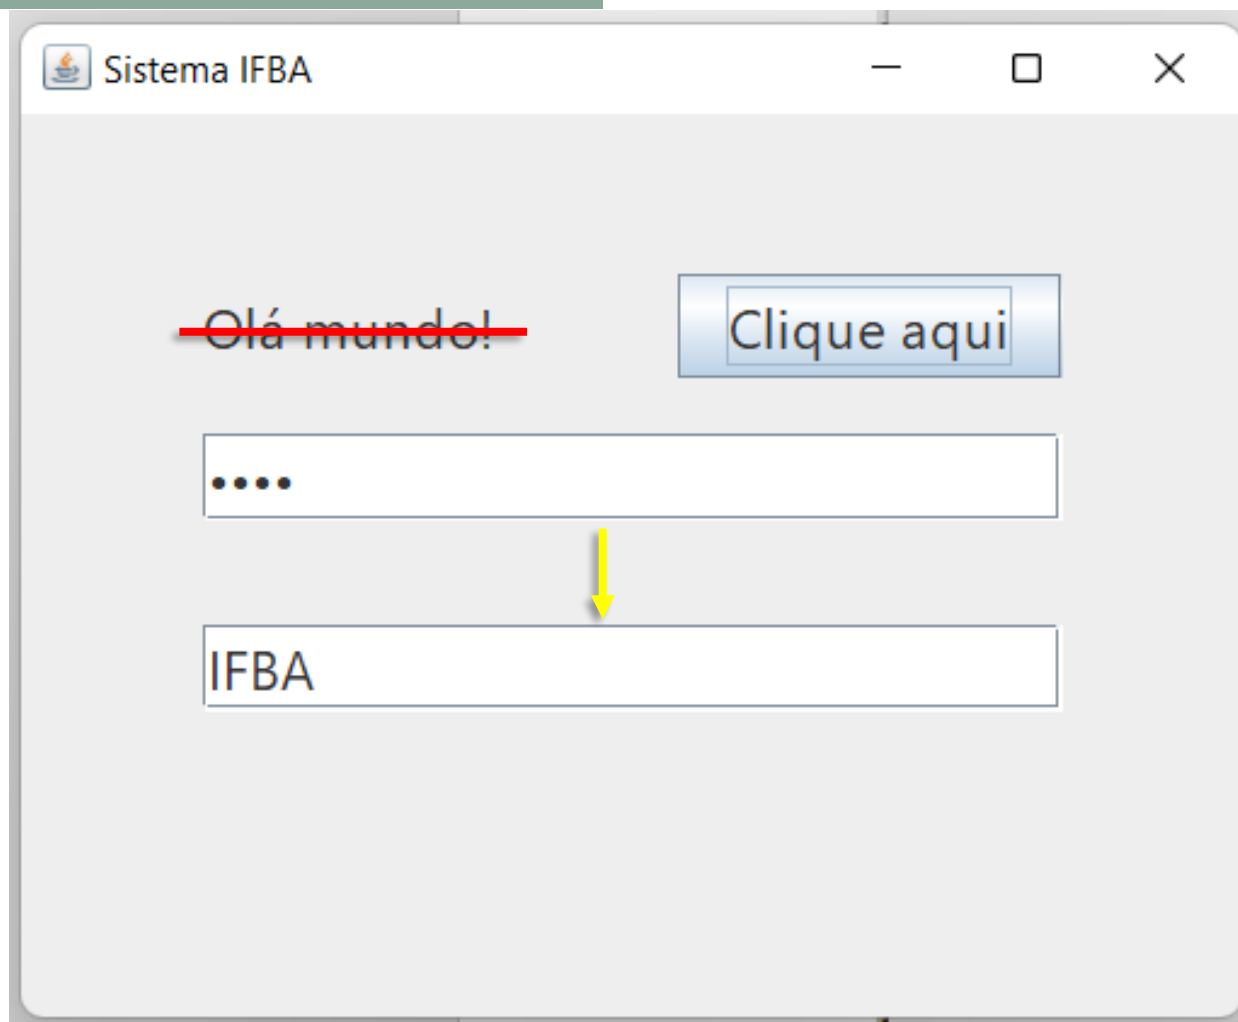 Sistema IFBA
Olá mundo!
Clique aqui
••••
IFBA